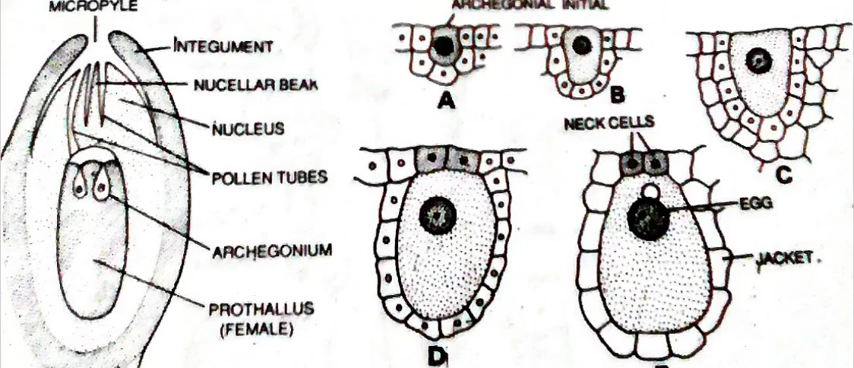 MICROPYLE
INTEGUMENT
NUCELLAR BEAK
NUCLEUS
POLLEN TUBES
ARCHEGONIUM
PROTHALLUS
(FEMALE)
ARCHEGONIAL INITIAL
A
B
C
NECK CELLS
EGG
JACKET.
D